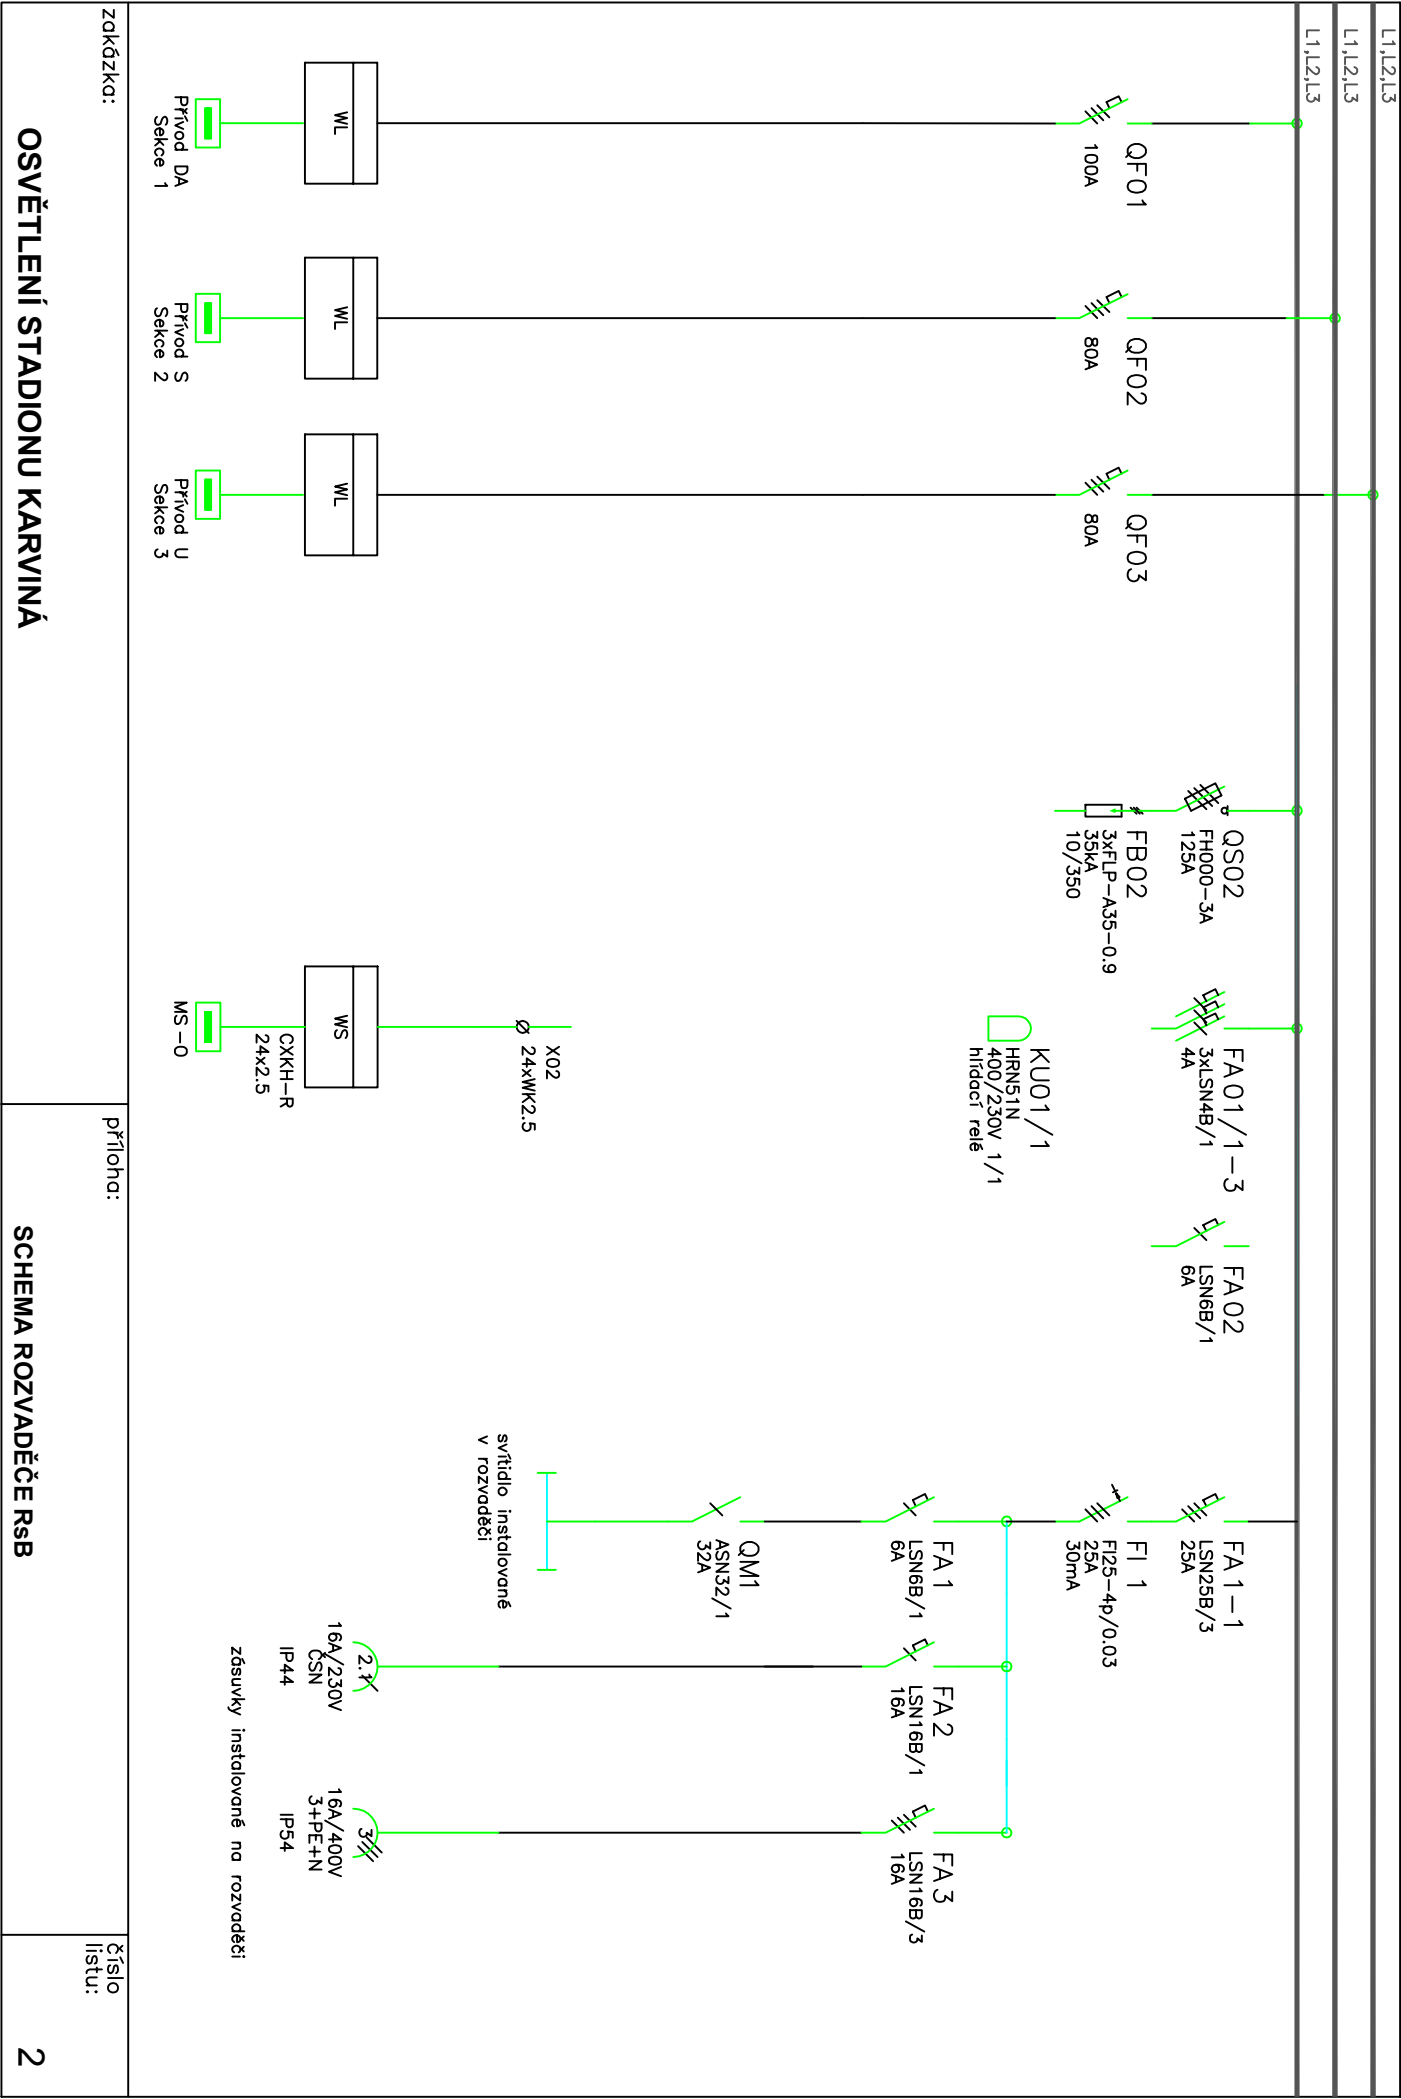 L1,L2,L3
L1,L2,L3
L1,L2,L3
QF01
100A
WL
Přívod DA
Sekce 1
QF02
80A
WL
Přívod S
Sekce 2
QF03
80A
WL
Přívod U
Sekce 3
QS02
FH000-3A
125A
FB02
3xFLP-A35-0.9
35kA
10/350
FA01/1-3
3xLSN4B/1
4A
KU01/1
HRN51N
400/230V 1/1
hlídací relé
X02
24xWK2.5
WS
CXKH-R
24x2.5
MS-0
FA02
LSN6B/1
6A
FA1-1
LSN25B/3
25A
FI 1
FI25-4p/0.03
25A
30mA
FA1
LSN6B/1
6A
QM1
ASN32/1
32A
svítidlo instalované
v rozvaděči
FA2
LSN16B/1
16A
16A/230V
ČSN
IP44
FA3
LSN16B/3
16A
3
16A/400V
3+PE+N
IP54
zásuvky instalované na rozvaděči
zakázka:
OSVĚTLENÍ STADIONU KARVINÁ
příloha:
SCHEMA ROZVADĚČE RsB
číslo
listu:
2